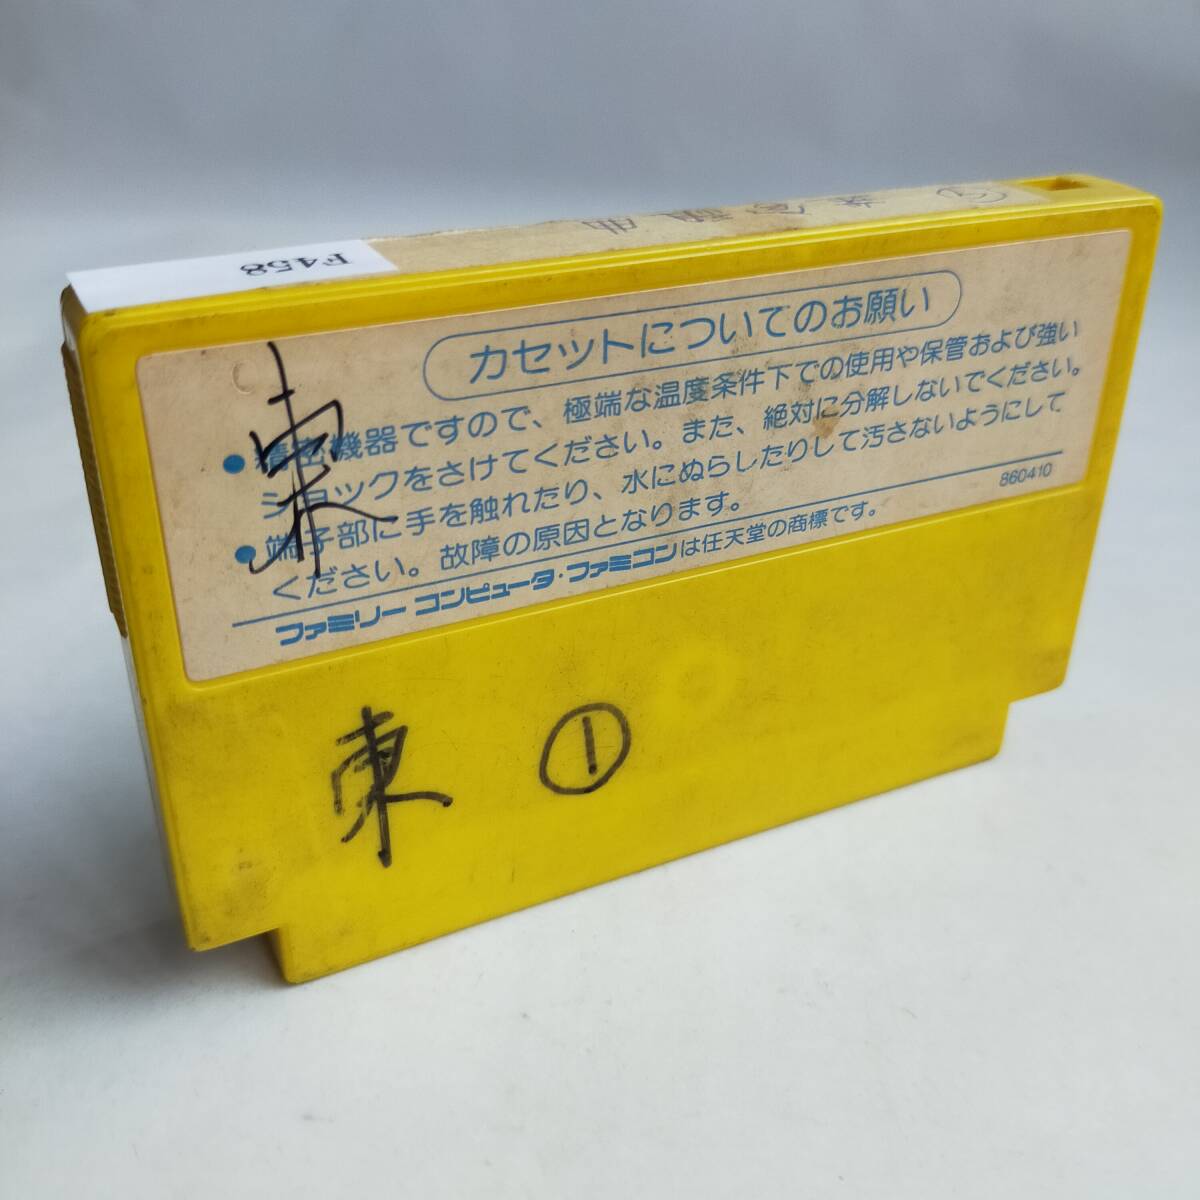 F458
カセットについてのお願い
●精密機器ですので、極端な温度条件下での使用や保管および強い
ショックをさけてください。また、絶対に分解しないでください。
●端子部に手を触れたり、水にぬらしたりして汚さないようにして
ください。故障の原因となります。
860410
ファミリー コンピュータ・ファミコンは任天堂の商標です。
東
東 ①